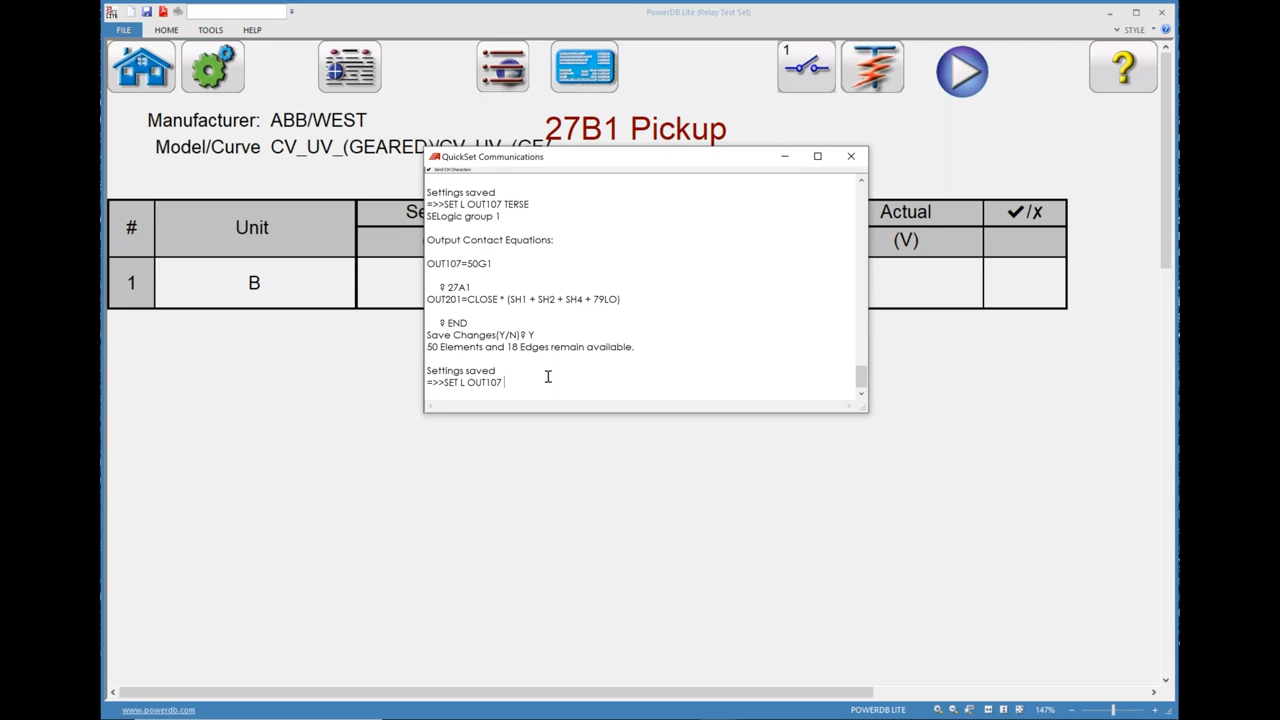 PowerDB Lite (Relay Test Set)
FILE HOME TOOLS HELP STYLE
1
Manufacturer: ABB/WEST
27B1 Pickup
Model/Curve CV_UV_(GEARED)/CV_UV_(GE
QuickSet Communications
Send Ctrl Characters
Settings saved
=>>SET L OUT107 TERSE
SELogic group 1
Output Contact Equations:
OUT107=50G1
? 27A1
OUT201=CLOSE * (SH1 + SH2 + SH4 + 79LO)
? END
Save Changes(Y/N)? Y
50 Elements and 18 Edges remain available.
Settings saved
=>>SET L OUT107
# Unit Se Actual ✓/✗
(V)
1 B
www.powerdb.com POWERDB LITE 147%